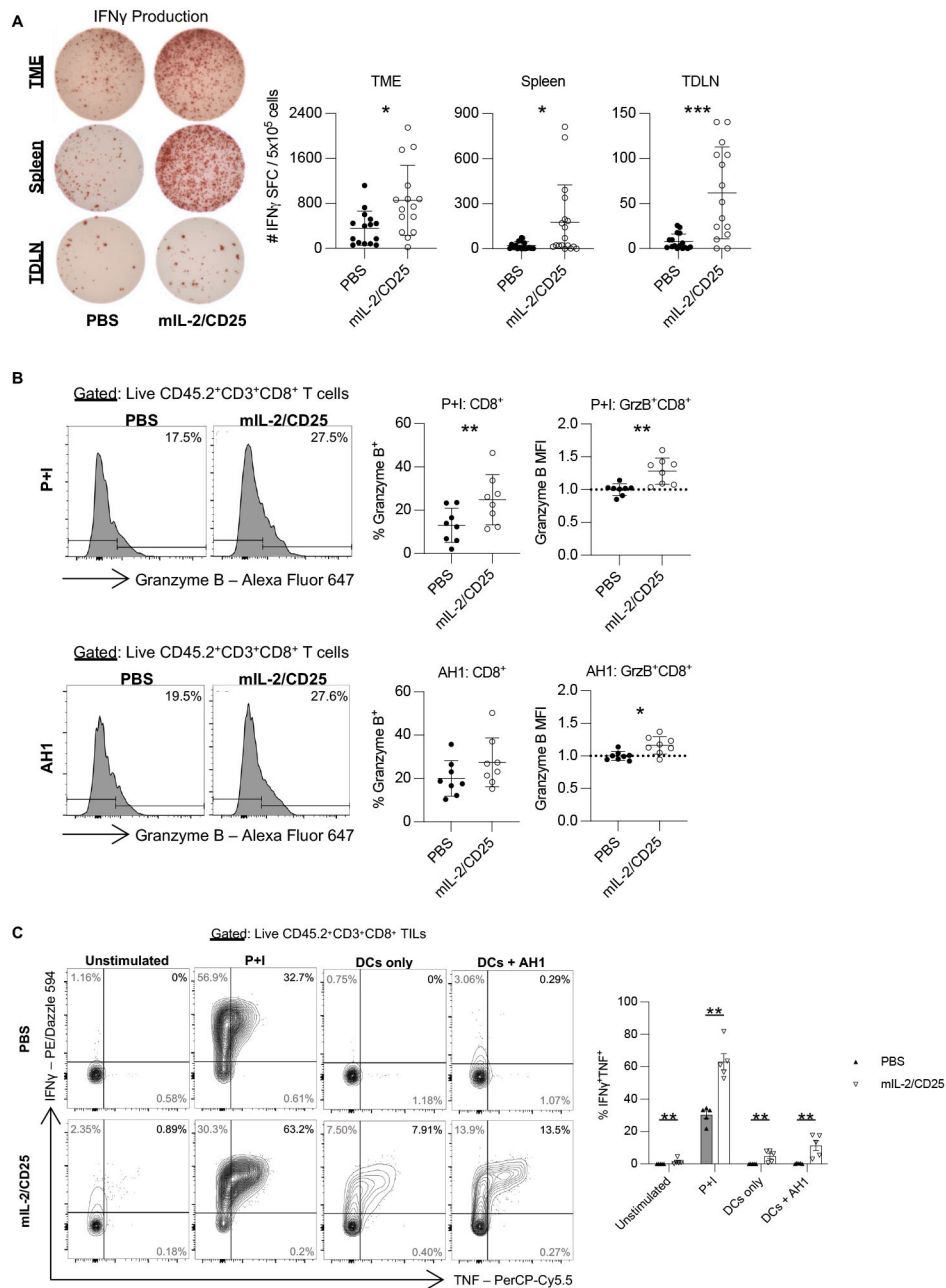 A
IFNγ Production
TME
Spleen
TDLN
PBS
mIL-2/CD25
# IFNγ SFC / 5x10⁵ cells
TME
*
2400
1600
800
0
PBS
mIL-2/CD25
Spleen
*
900
600
300
0
PBS
mIL-2/CD25
TDLN
***
150
100
50
0
PBS
mIL-2/CD25
B
Gated: Live CD45.2⁺CD3⁺CD8⁺ T cells
PBS
mIL-2/CD25
P+I
17.5%
27.5%
Granzyme B – Alexa Fluor 647
P+I: CD8⁺
**
% Granzyme B⁺
60
40
20
0
PBS
mIL-2/CD25
P+I: GrzB⁺CD8⁺
**
Granzyme B MFI
2.0
1.5
1.0
0.5
0.0
PBS
mIL-2/CD25
Gated: Live CD45.2⁺CD3⁺CD8⁺ T cells
PBS
mIL-2/CD25
AH1
19.5%
27.6%
Granzyme B – Alexa Fluor 647
AH1: CD8⁺
% Granzyme B⁺
60
40
20
0
PBS
mIL-2/CD25
AH1: GrzB⁺CD8⁺
*
Granzyme B MFI
2.0
1.5
1.0
0.5
0.0
PBS
mIL-2/CD25
C
Gated: Live CD45.2⁺CD3⁺CD8⁺ TILs
Unstimulated
P+I
DCs only
DCs + AH1
PBS
1.16%
0%
0.58%
56.9%
32.7%
0.61%
0.75%
0%
1.18%
3.06%
0.29%
1.07%
IFNγ – PE/Dazzle 594
mIL-2/CD25
2.35%
0.89%
0.18%
30.3%
63.2%
0.2%
7.50%
7.91%
0.40%
13.9%
13.5%
0.27%
TNF – PerCP-Cy5.5
% IFNγ⁺TNF⁺
100
80
60
40
20
0
**
**
**
**
Unstimulated
P+I
DCs only
DCs + AH1
PBS
mIL-2/CD25